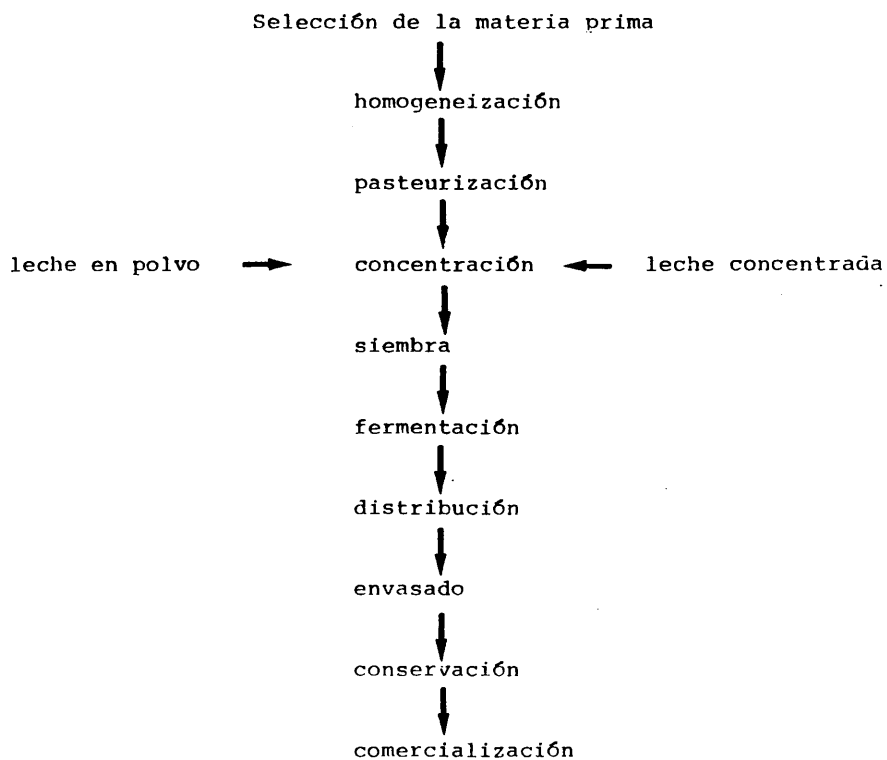 Selección de la materia prima
homogeneización
pasteurización
leche en polvo concentración leche concentrada
siembra
fermentación
distribución
envasado
conservación
comercialización